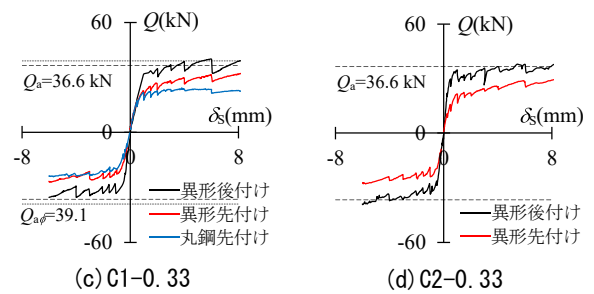 60
Q(kN)
Qa=36.6 kN
δS(mm)
-8
0
0
8
Qaφ=39.1
異形後付け
異形先付け
丸鋼先付け
-60
(c) C1-0.33
60
Q(kN)
Qa=36.6 kN
δS(mm)
-8
0
0
8
異形後付け
異形先付け
-60
(d) C2-0.33